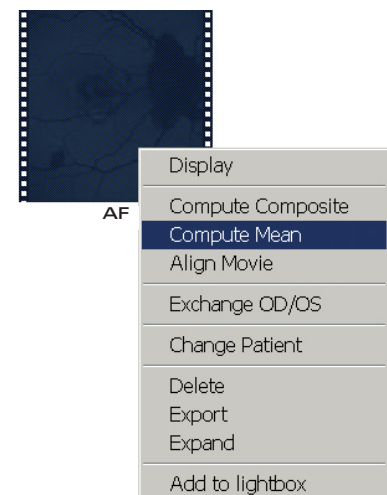 AF
Display
Compute Composite
Compute Mean
Align Movie
Exchange OD/OS
Change Patient
Delete
Export
Expand
Add to lightbox